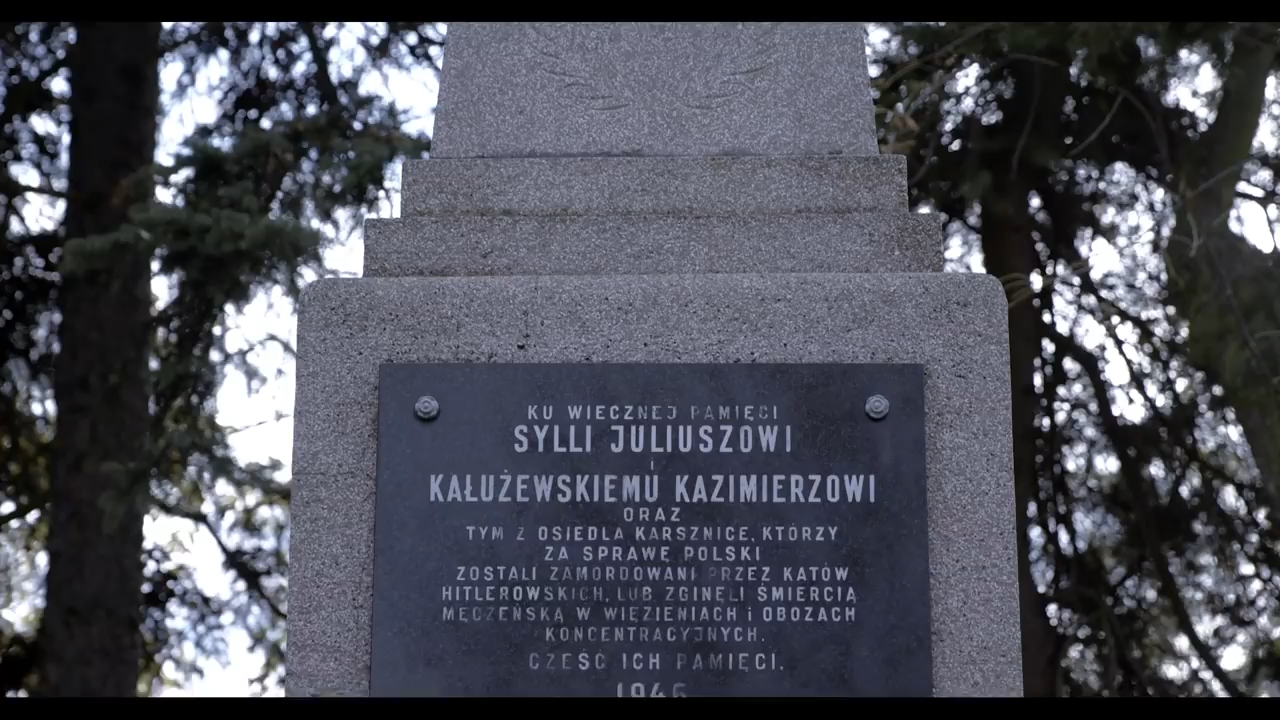 KU WIECZNEJ PAMIĘCI
SYLLI JULIUSZOWI
I
KAŁUŻEWSKIEMU KAZIMIERZOWI
ORAZ
TYM Z OSIEDLA KARSZNICE, KTÓRZY
ZA SPRAWĘ POLSKI
ZOSTALI ZAMORDOWANI PRZEZ KATÓW
HITLEROWSKICH, LUB ZGINĘLI ŚMIERCIĄ
MĘCZEŃSKĄ W WIĘZIENIACH i OBOZACH
KONCENTRACYJNYCH.
CZEŚĆ ICH PAMIĘCI.
1946